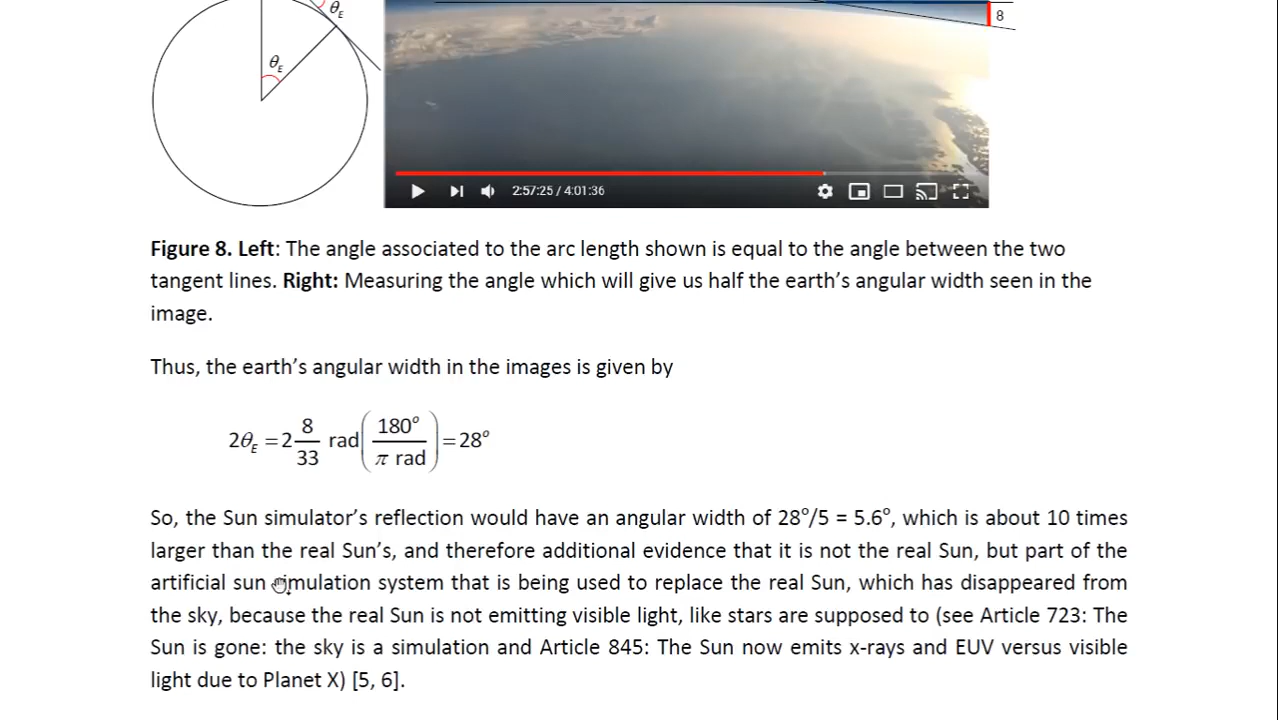 θE
θE
8
2:57:25 / 4:01:36
Figure 8. Left: The angle associated to the arc length shown is equal to the angle between the two
tangent lines. Right: Measuring the angle which will give us half the earth's angular width seen in the
image.
Thus, the earth's angular width in the images is given by
2θE = 2 8/33 rad (180°/π rad) = 28°
So, the Sun simulator's reflection would have an angular width of 28°/5 = 5.6°, which is about 10 times
larger than the real Sun's, and therefore additional evidence that it is not the real Sun, but part of the
artificial sun simulation system that is being used to replace the real Sun, which has disappeared from
the sky, because the real Sun is not emitting visible light, like stars are supposed to (see Article 723: The
Sun is gone: the sky is a simulation and Article 845: The Sun now emits x-rays and EUV versus visible
light due to Planet X) [5, 6].